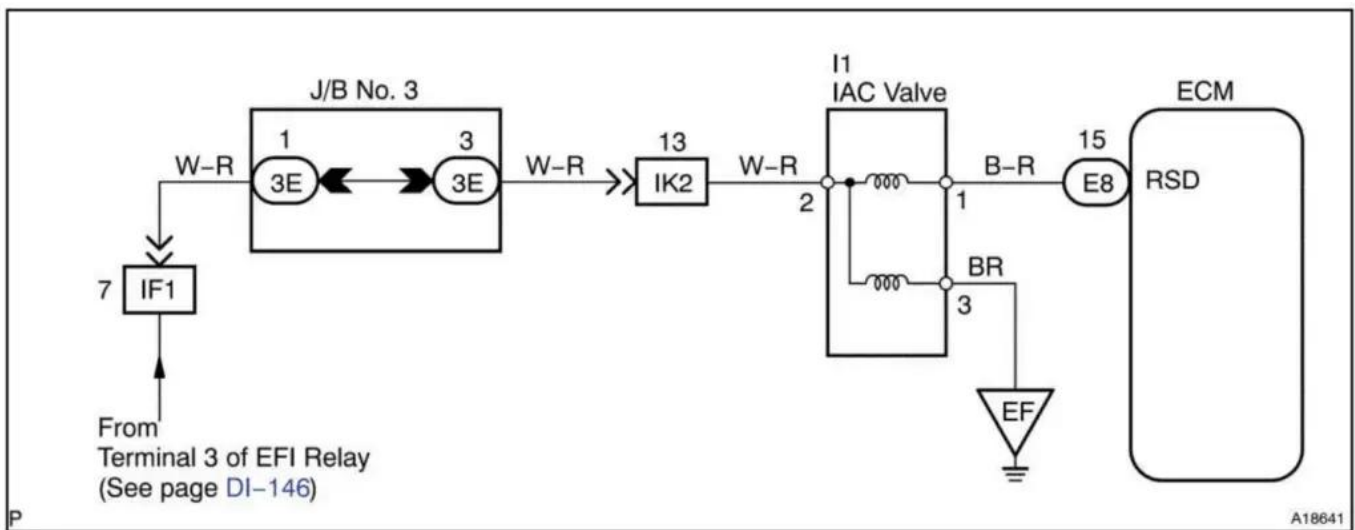 I1
J/B No. 3
IAC Valve
ECM
1
3
13
15
W–R
W–R
W–R
B–R
3E
3E
IK2
E8
RSD
2
1
BR
7
IF1
3
EF
From
Terminal 3 of EFI Relay
(See page DI–146)
P
A18641